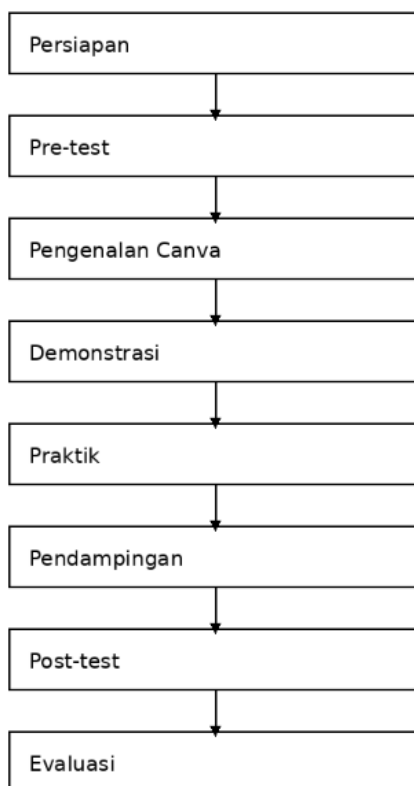 Persiapan
Pre-test
Pengenalan Canva
Demonstrasi
Praktik
Pendampingan
Post-test
Evaluasi